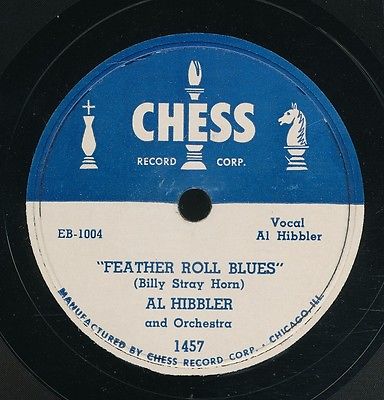 CHESS
RECORD CORP.
EB-1004
Vocal
Al Hibbler
"FEATHER ROLL BLUES"
(Billy Stray Horn)
AL HIBBLER
and Orchestra
1457
MANUFACTURED BY CHESS RECORD CORP. • CHICAGO, ILL.